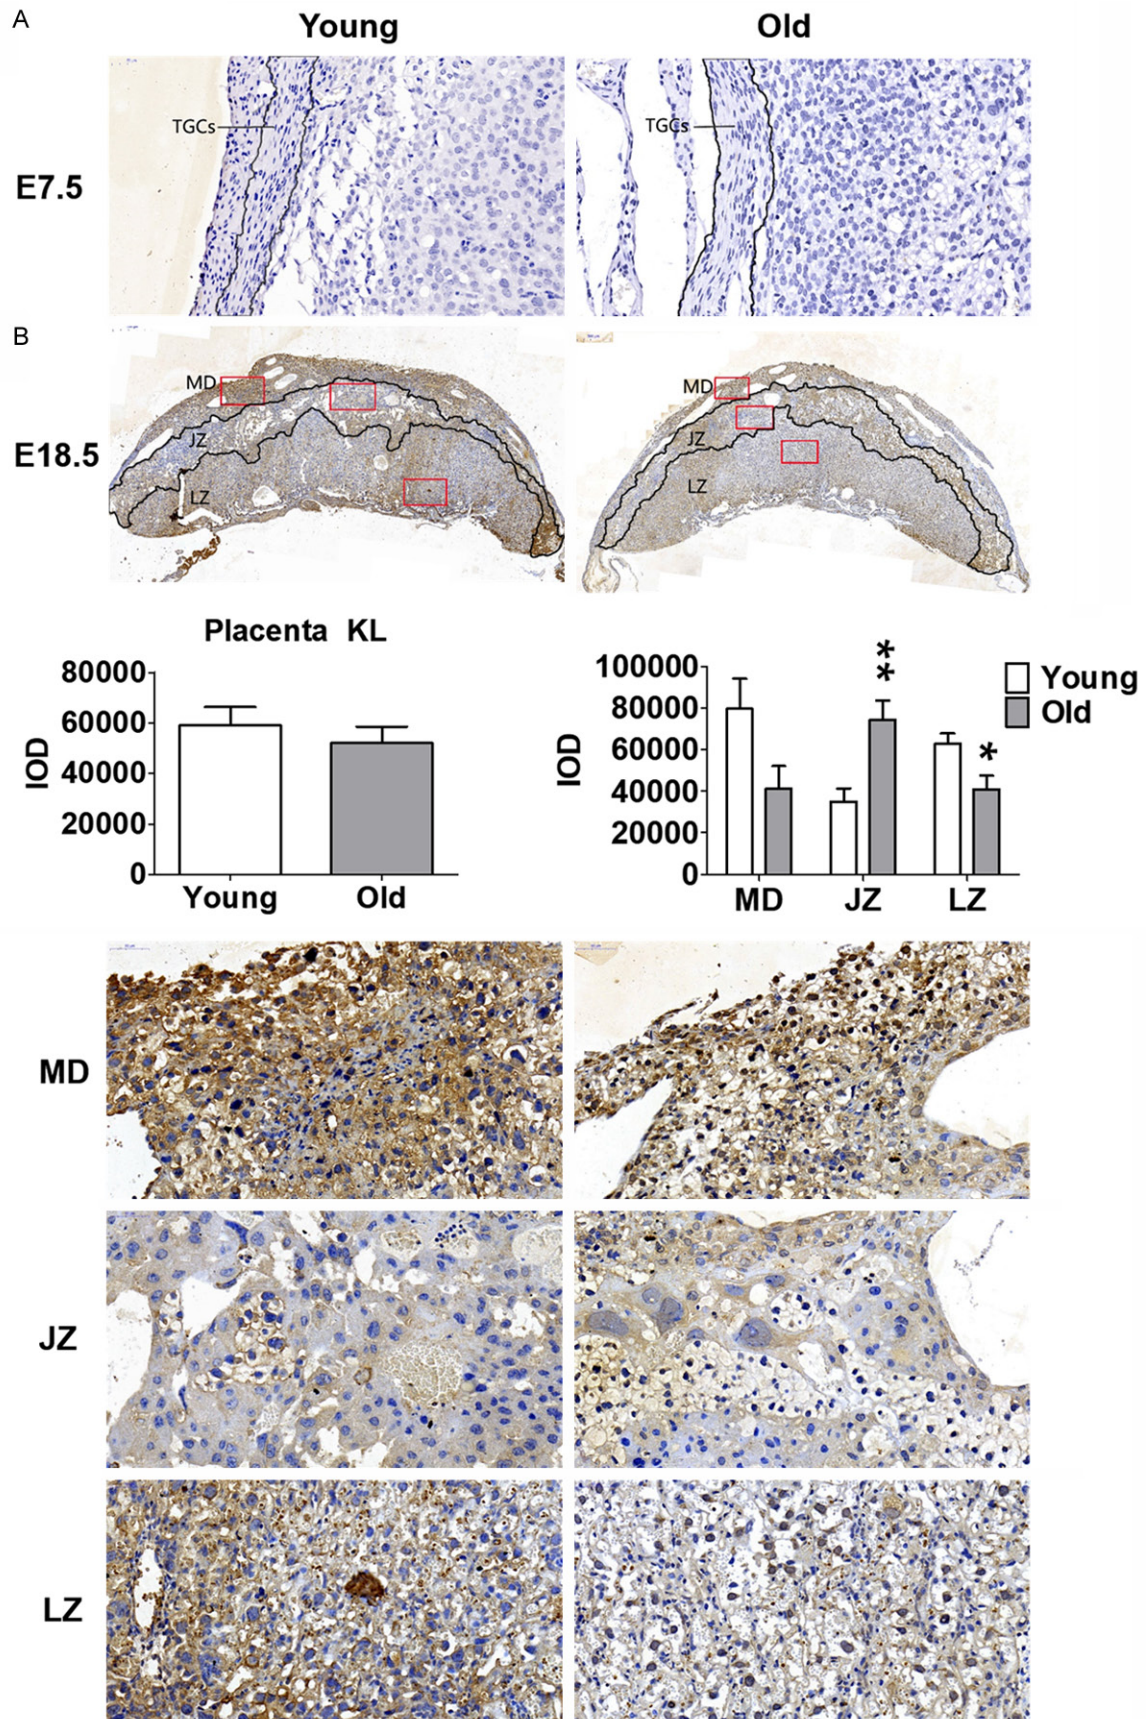 A
Young
Old
TGCs
TGCs
E7.5
B
MD
JZ
LZ
MD
JZ
LZ
E18.5
Placenta KL
80000
60000
40000
20000
0
IOD
Young
Old
100000
80000
60000
40000
20000
0
IOD
**
*
Young
Old
MD
JZ
LZ
MD
JZ
LZ